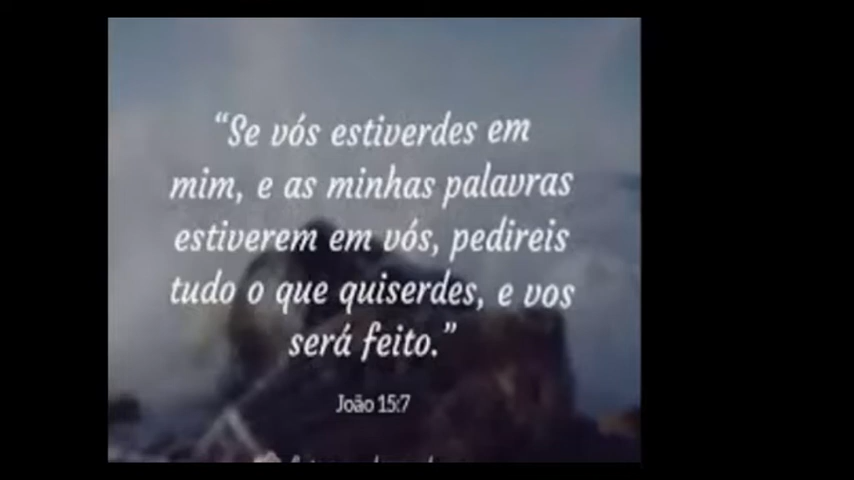 “Se vós estiverdes em
mim, e as minhas palavras
estiverem em vós, pedireis
tudo o que quiserdes, e vos
será feito.”
João 15:7